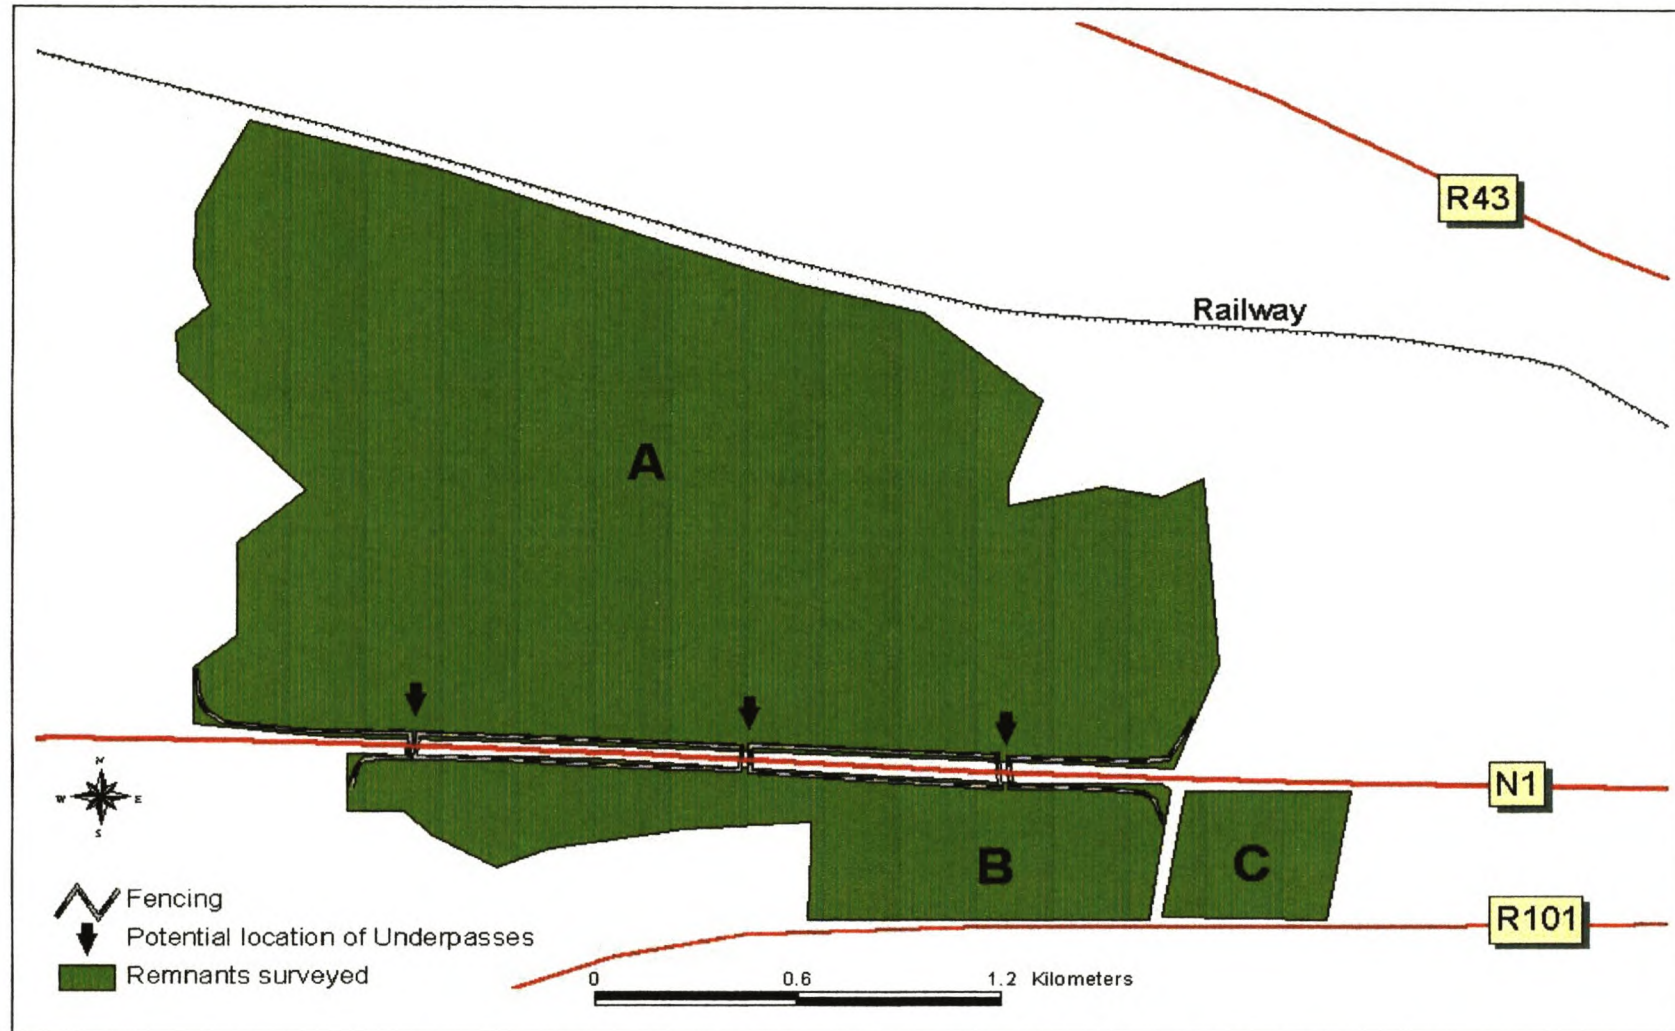 R43
Railway
A
N1
N
W E
S
B
C
R101
Fencing
Potential location of Underpasses
Remnants surveyed
0 0.6 1.2 Kilometers